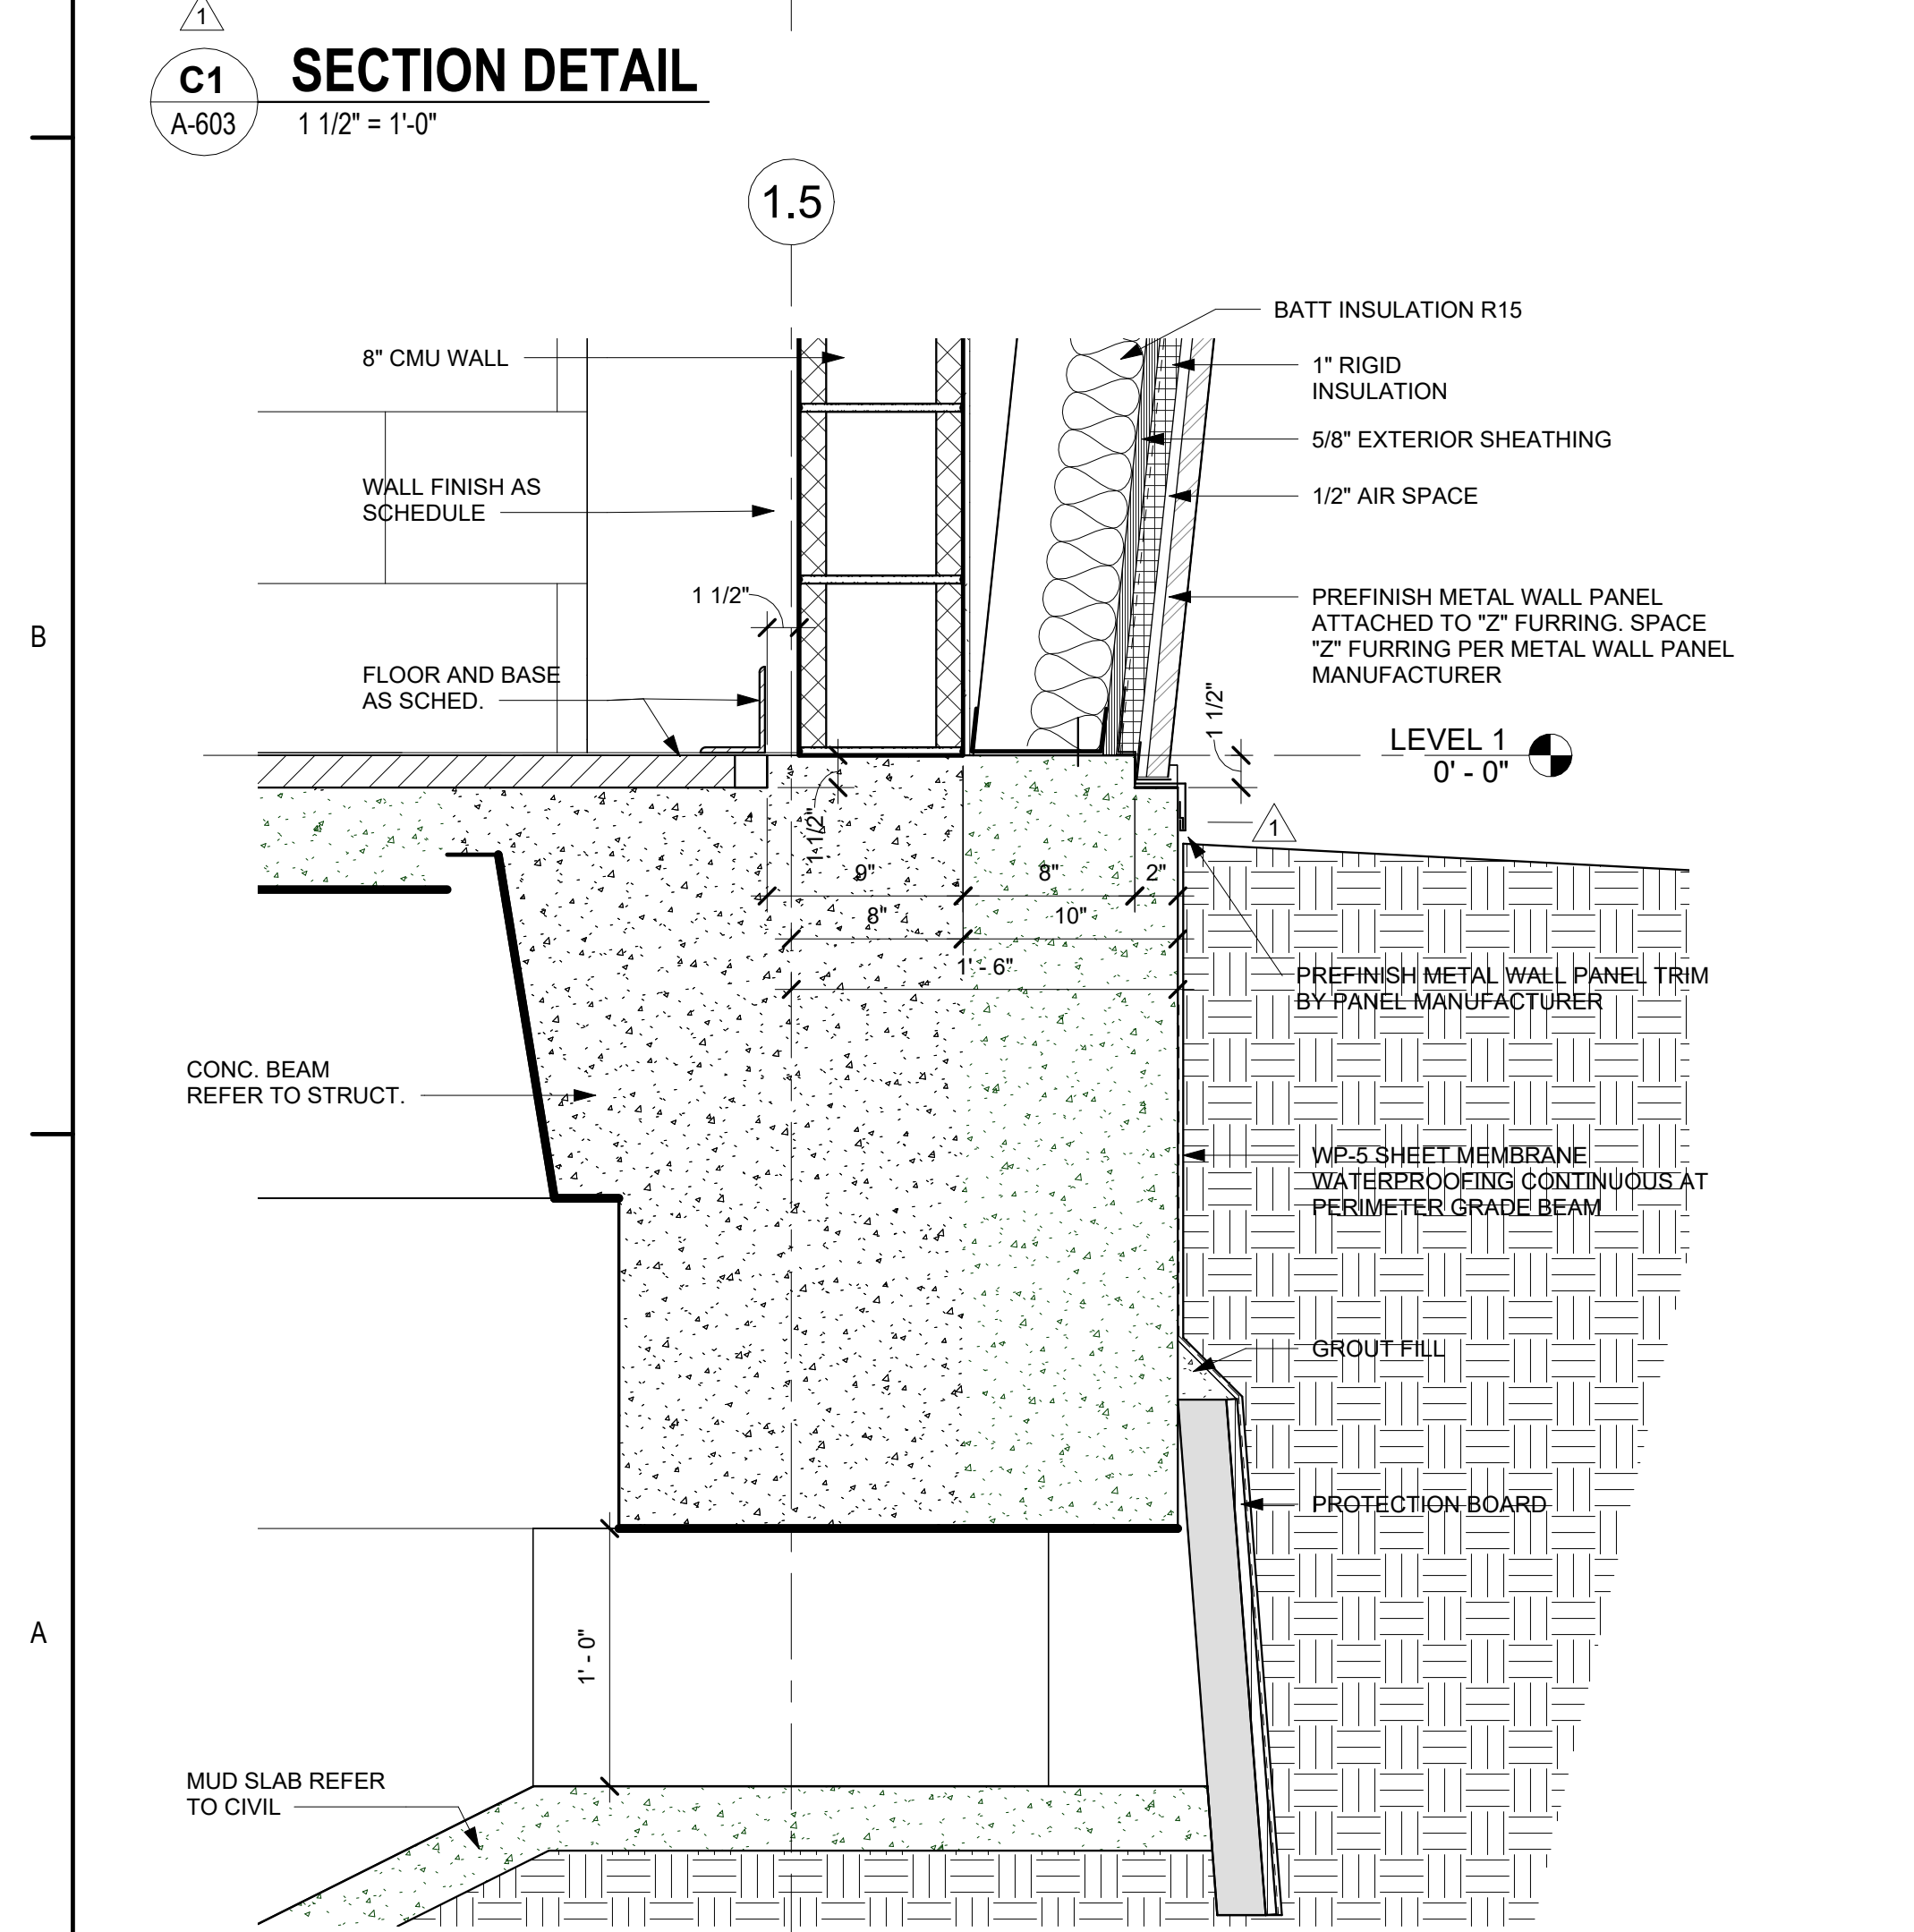 1
C1
A-603
SECTION DETAIL
1 1/2" = 1'-0"
1.5
BATT INSULATION R15
8" CMU WALL
1" RIGID
INSULATION
5/8" EXTERIOR SHEATHING
WALL FINISH AS
SCHEDULE
1/2" AIR SPACE
1 1/2"
PREFINISH METAL WALL PANEL
ATTACHED TO "Z" FURRING. SPACE
"Z" FURRING PER METAL WALL PANEL
MANUFACTURER
B
FLOOR AND BASE
AS SCHED.
1 1/2"
LEVEL 1
0' - 0"
1 1/2"
1
9"
8"
2"
8"
10"
1' - 6"
PREFINISH METAL WALL PANEL TRIM
BY PANEL MANUFACTURER
CONC. BEAM
REFER TO STRUCT.
WP-5 SHEET MEMBRANE
WATERPROOFING CONTINUOUS AT
PERIMETER GRADE BEAM
GROUT FILL
PROTECTION BOARD
A
1' - 0"
MUD SLAB REFER
TO CIVIL